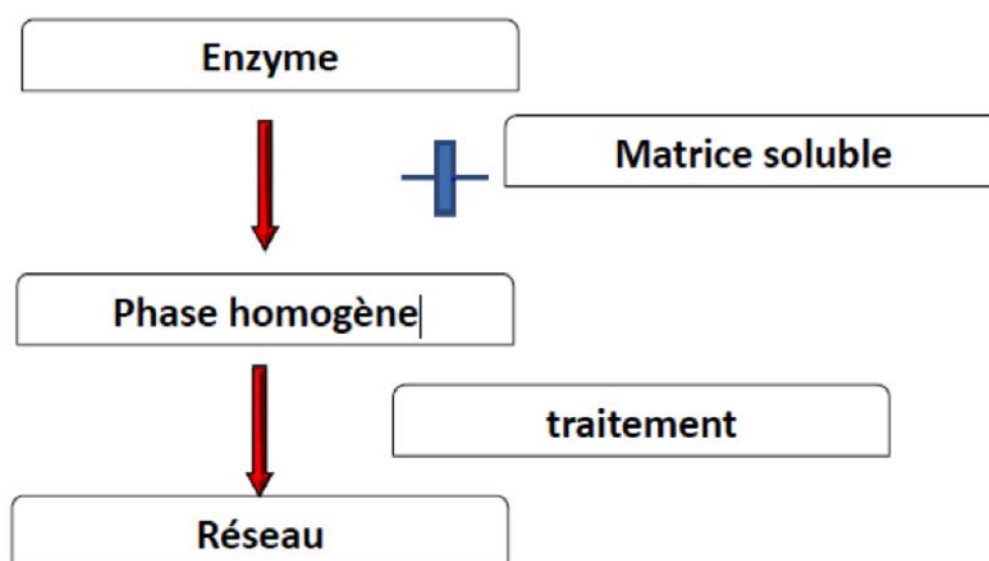 Enzyme
Matrice soluble
Phase homogène
traitement
Réseau